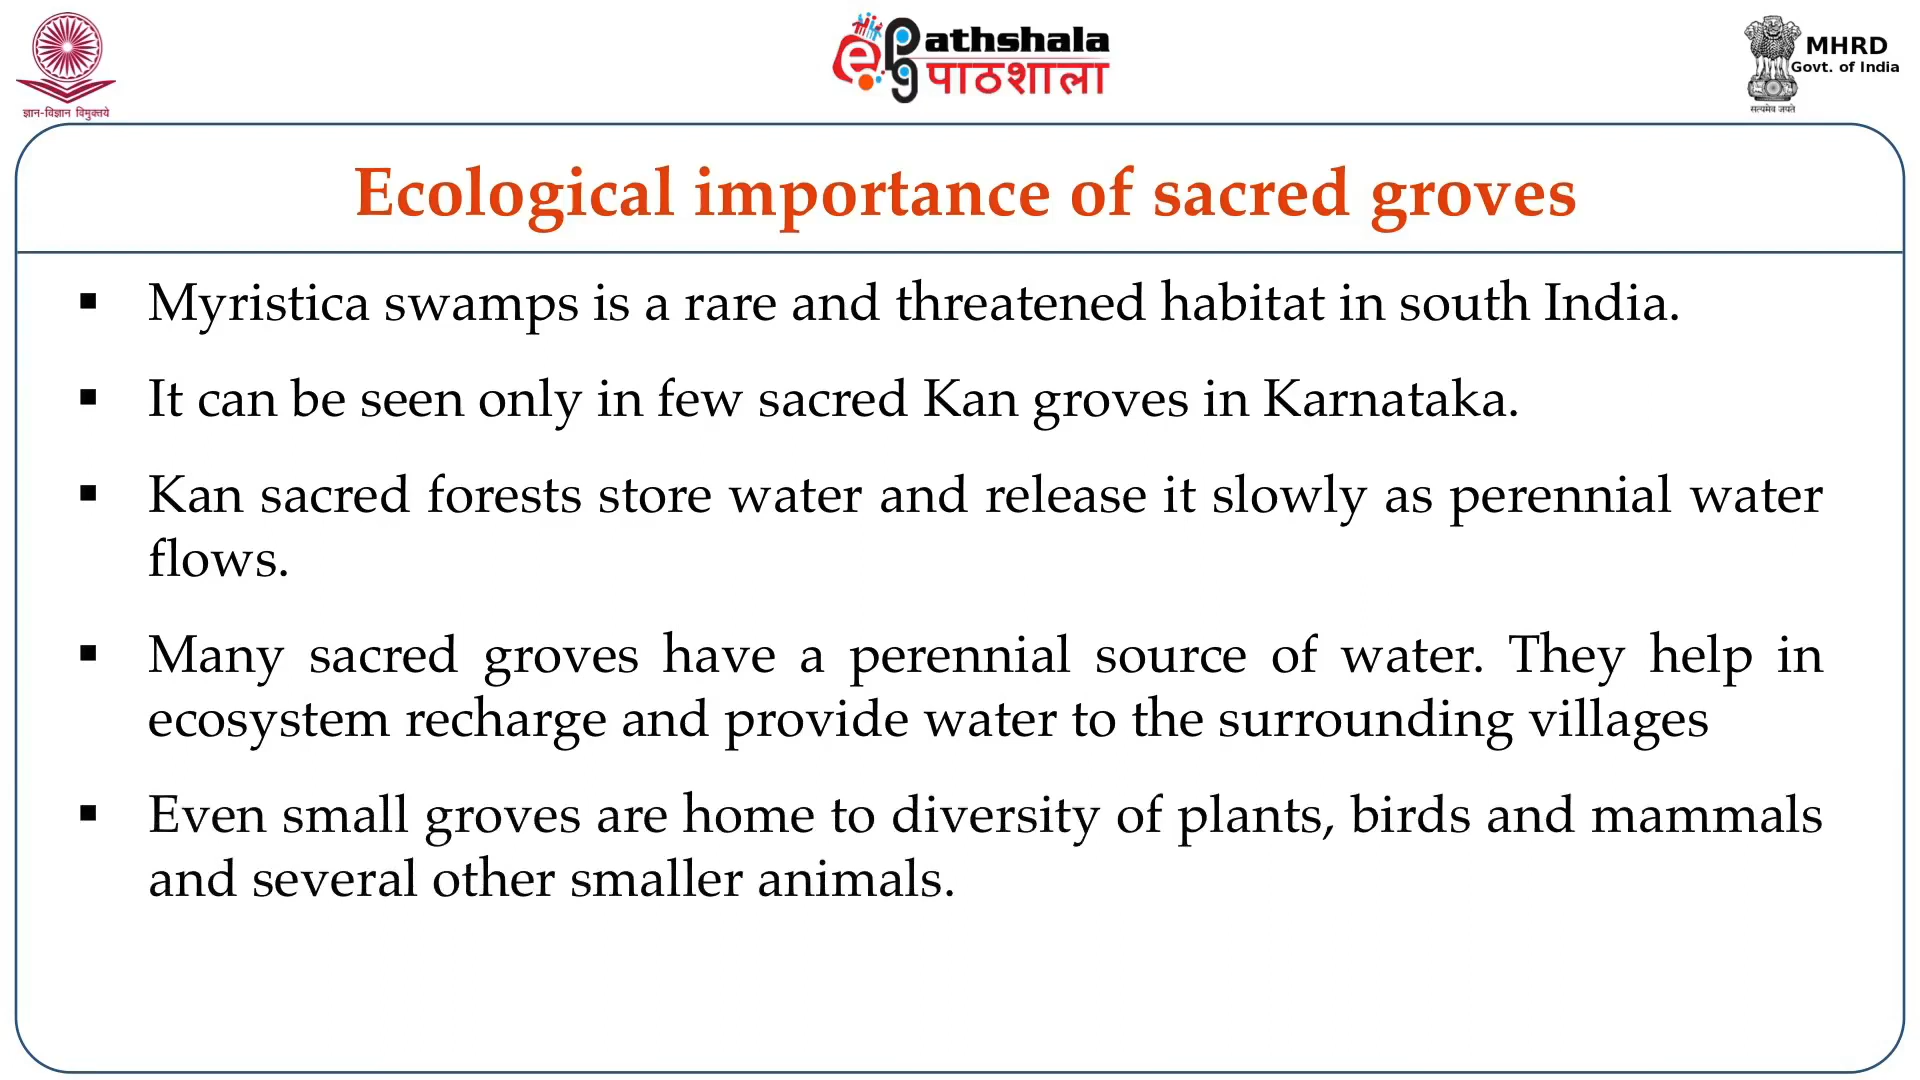 ज्ञान-विज्ञान विमुक्तये
ePG athshala
पाठशाला
MHRD
Govt. of India
सत्यमेव जयते
Ecological importance of sacred groves
▪ Myristica swamps is a rare and threatened habitat in south India.
▪ It can be seen only in few sacred Kan groves in Karnataka.
▪ Kan sacred forests store water and release it slowly as perennial water
flows.
▪ Many sacred groves have a perennial source of water. They help in
ecosystem recharge and provide water to the surrounding villages
▪ Even small groves are home to diversity of plants, birds and mammals
and several other smaller animals.